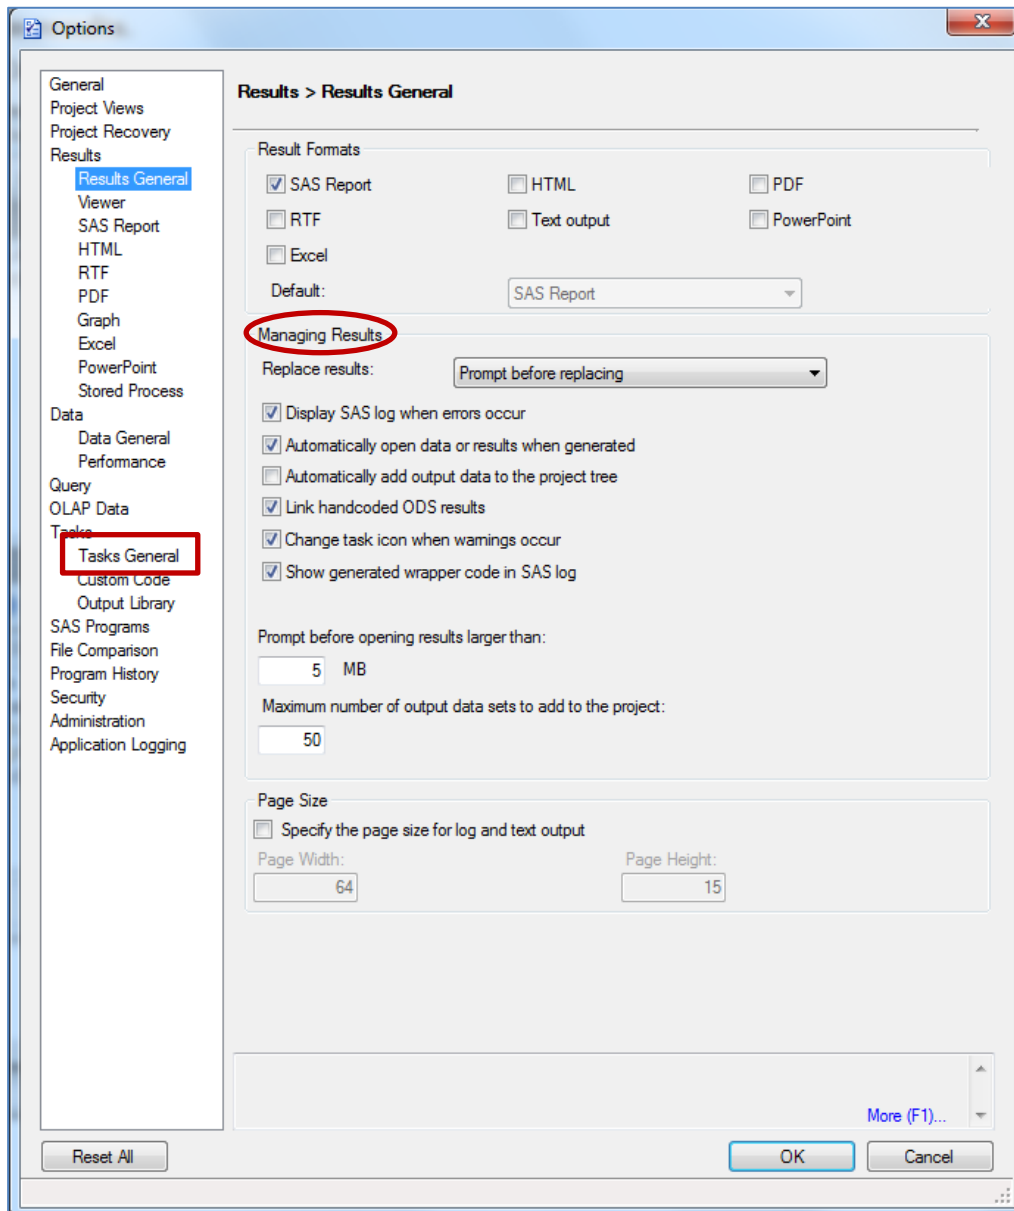 Options
General
Project Views
Project Recovery
Results
Results General
Viewer
SAS Report
HTML
RTF
PDF
Graph
Excel
PowerPoint
Stored Process
Data
Data General
Performance
Query
OLAP Data
Tasks
Tasks General
Custom Code
Output Library
SAS Programs
File Comparison
Program History
Security
Administration
Application Logging
Results > Results General
Result Formats
SAS Report HTML PDF
RTF Text output PowerPoint
Excel
Default: SAS Report
Managing Results
Replace results: Prompt before replacing
Display SAS log when errors occur
Automatically open data or results when generated
Automatically add output data to the project tree
Link handcoded ODS results
Change task icon when warnings occur
Show generated wrapper code in SAS log
Prompt before opening results larger than:
5 MB
Maximum number of output data sets to add to the project:
50
Page Size
Specify the page size for log and text output
Page Width: Page Height:
64 15
More (F1)...
Reset All OK Cancel